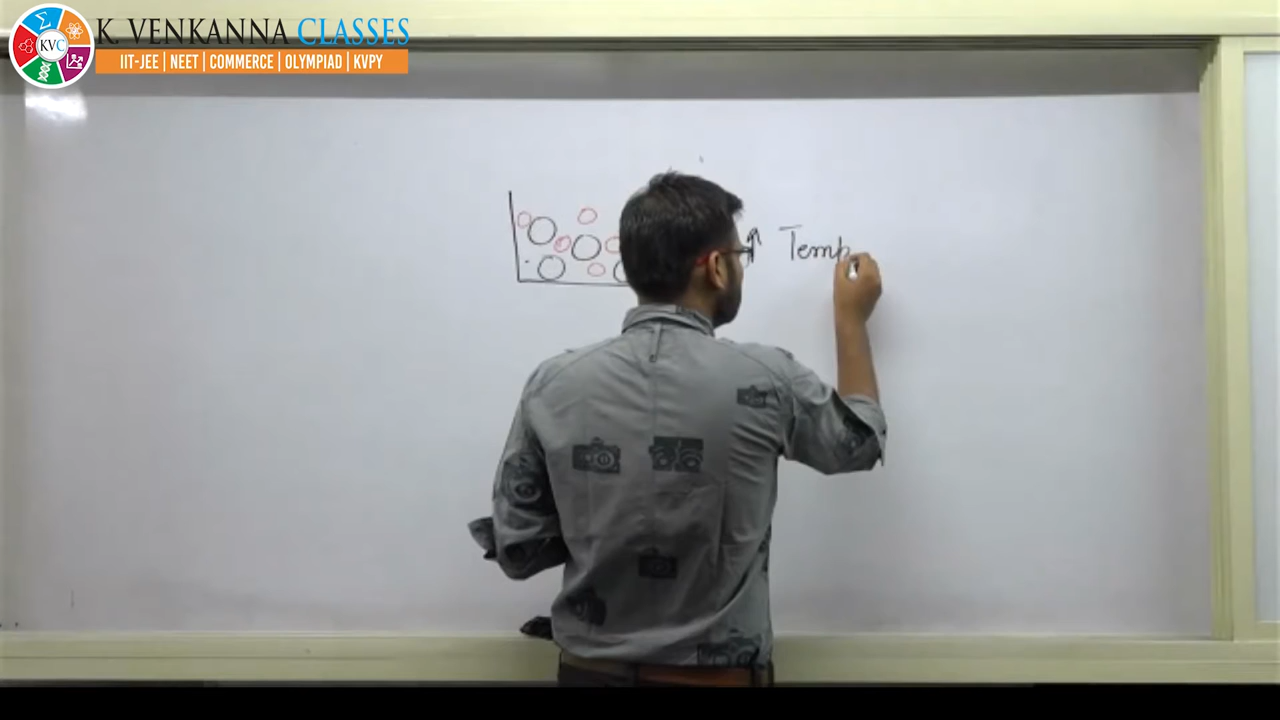 KVC K. VENKANNA CLASSES
IIT-JEE | NEET | COMMERCE | OLYMPIAD | KVPY
↑ Temp